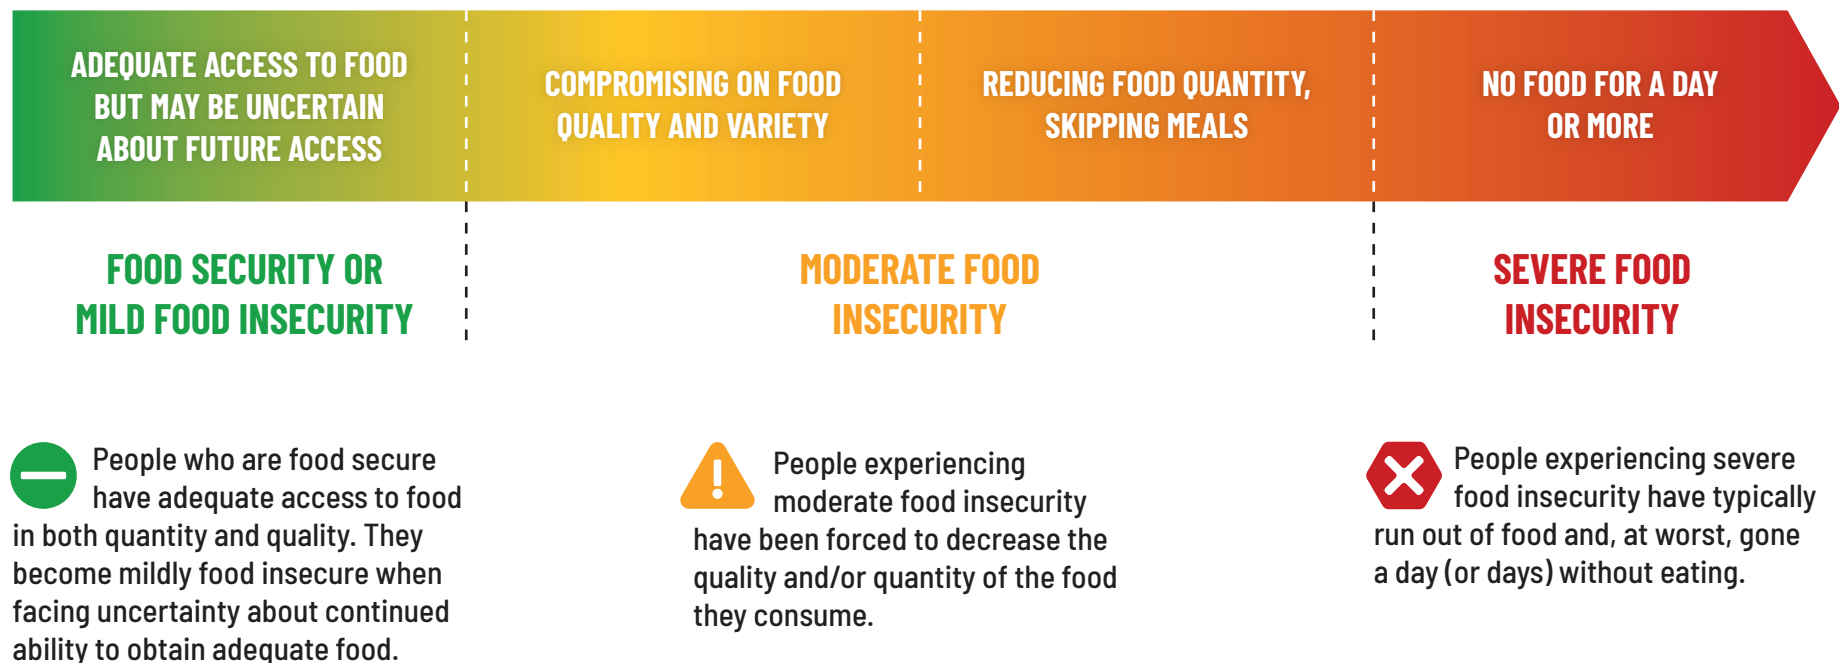 ADEQUATE ACCESS TO FOOD
BUT MAY BE UNCERTAIN
ABOUT FUTURE ACCESS
COMPROMISING ON FOOD
QUALITY AND VARIETY
REDUCING FOOD QUANTITY,
SKIPPING MEALS
NO FOOD FOR A DAY
OR MORE
FOOD SECURITY OR
MILD FOOD INSECURITY
MODERATE FOOD
INSECURITY
SEVERE FOOD
INSECURITY
People who are food secure
have adequate access to food
in both quantity and quality. They
become mildly food insecure when
facing uncertainty about continued
ability to obtain adequate food.
People experiencing
moderate food insecurity
have been forced to decrease the
quality and/or quantity of the food
they consume.
People experiencing severe
food insecurity have typically
run out of food and, at worst, gone
a day (or days) without eating.